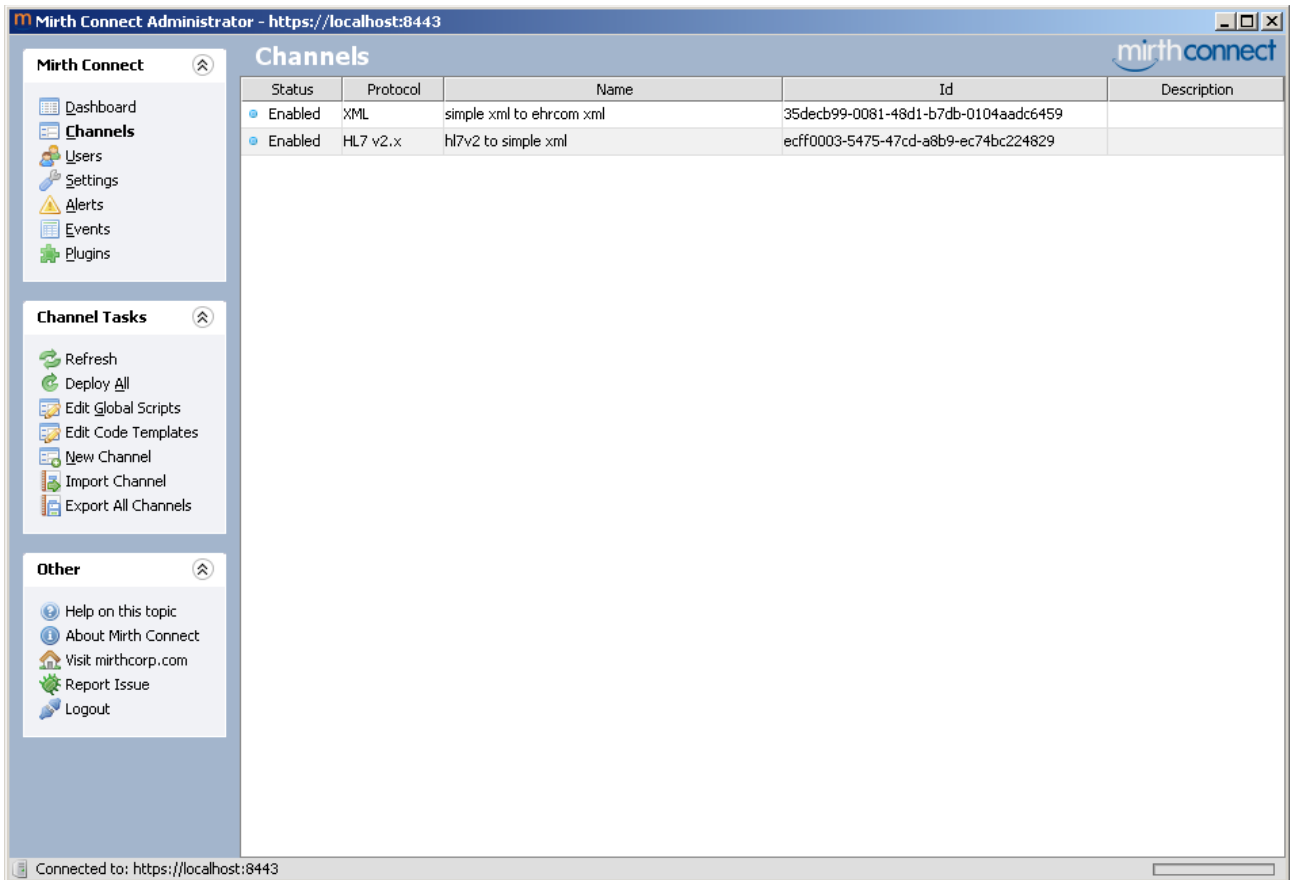 Mirth Connect Administrator - https://localhost:8443
Mirth Connect
Dashboard
Channels
Users
Settings
Alerts
Events
Plugins
Channel Tasks
Refresh
Deploy All
Edit Global Scripts
Edit Code Templates
New Channel
Import Channel
Export All Channels
Other
Help on this topic
About Mirth Connect
Visit mirthcorp.com
Report Issue
Logout
Channels
mirthconnect
Status Protocol Name Id Description
Enabled XML simple xml to ehrcom xml 35decb99-0081-48d1-b7db-0104aadc6459
Enabled HL7 v2.x hl7v2 to simple xml ecff0003-5475-47cd-a8b9-ec74bc224829
Connected to: https://localhost:8443